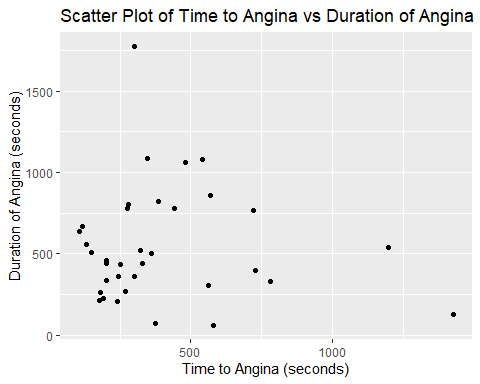 Scatter Plot of Time to Angina vs Duration of Angina
Duration of Angina (seconds)
1500
1000
500
0
500
1000
Time to Angina (seconds)